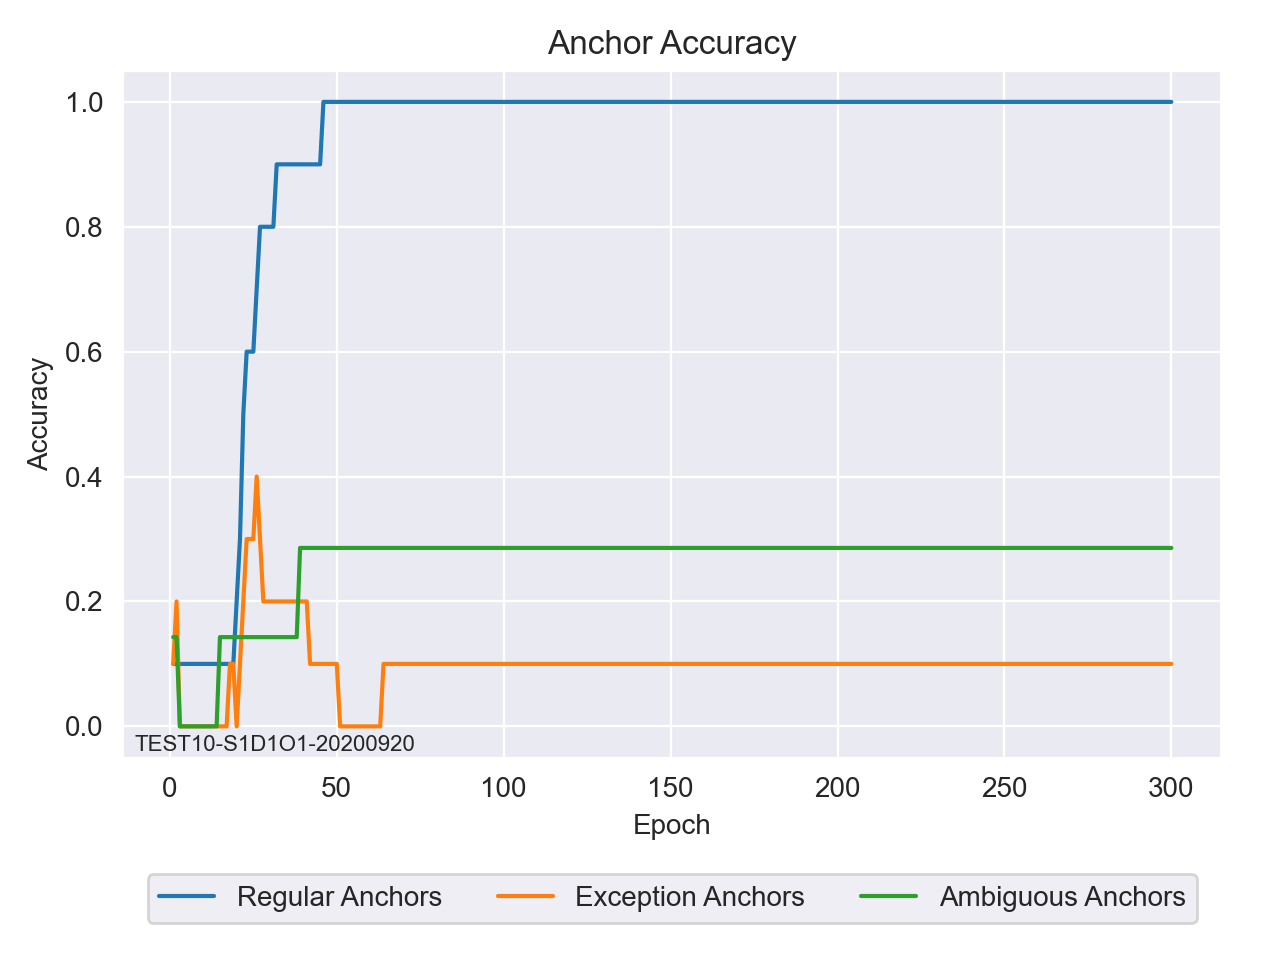 Anchor Accuracy
Accuracy
1.0
0.8
0.6
0.4
0.2
0.0
TEST10-S1D1O1-20200920
0 50 100 150 200 250 300
Epoch
Regular Anchors Exception Anchors Ambiguous Anchors